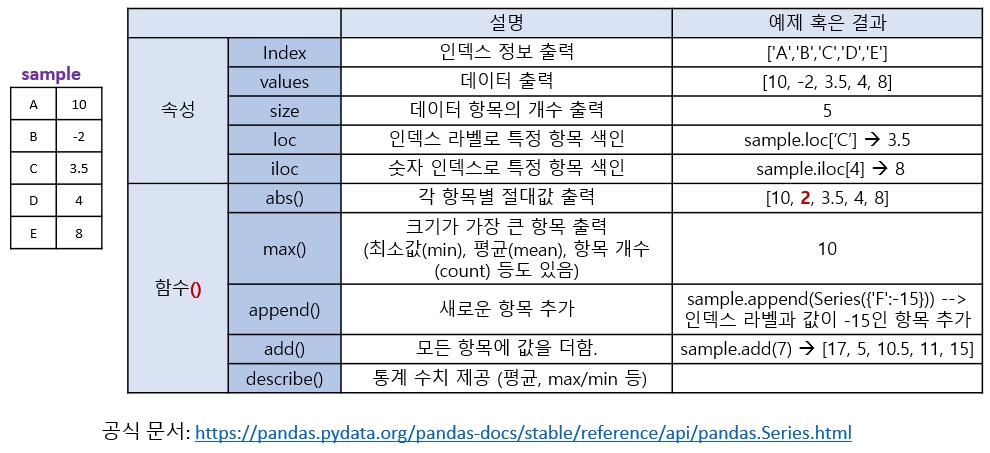 sample
A 10
B -2
C 3.5
D 4
E 8
설명 예제 혹은 결과
속성
Index 인덱스 정보 출력 ['A','B','C','D','E']
values 데이터 출력 [10, -2, 3.5, 4, 8]
size 데이터 항목의 개수 출력 5
loc 인덱스 라벨로 특정 항목 색인 sample.loc[‘C’] → 3.5
iloc 숫자 인덱스로 특정 항목 색인 sample.iloc[4] → 8
함수()
abs() 각 항목별 절대값 출력 [10, 2, 3.5, 4, 8]
max() 크기가 가장 큰 항목 출력
(최소값(min), 평균(mean), 항목 개수
(count) 등도 있음)
10
append() 새로운 항목 추가 sample.append(Series({'F':-15})) -->
인덱스 라벨과 값이 -15인 항목 추가
add() 모든 항목에 값을 더함. sample.add(7) → [17, 5, 10.5, 11, 15]
describe() 통계 수치 제공 (평균, max/min 등)
공식 문서: https://pandas.pydata.org/pandas-docs/stable/reference/api/pandas.Series.html